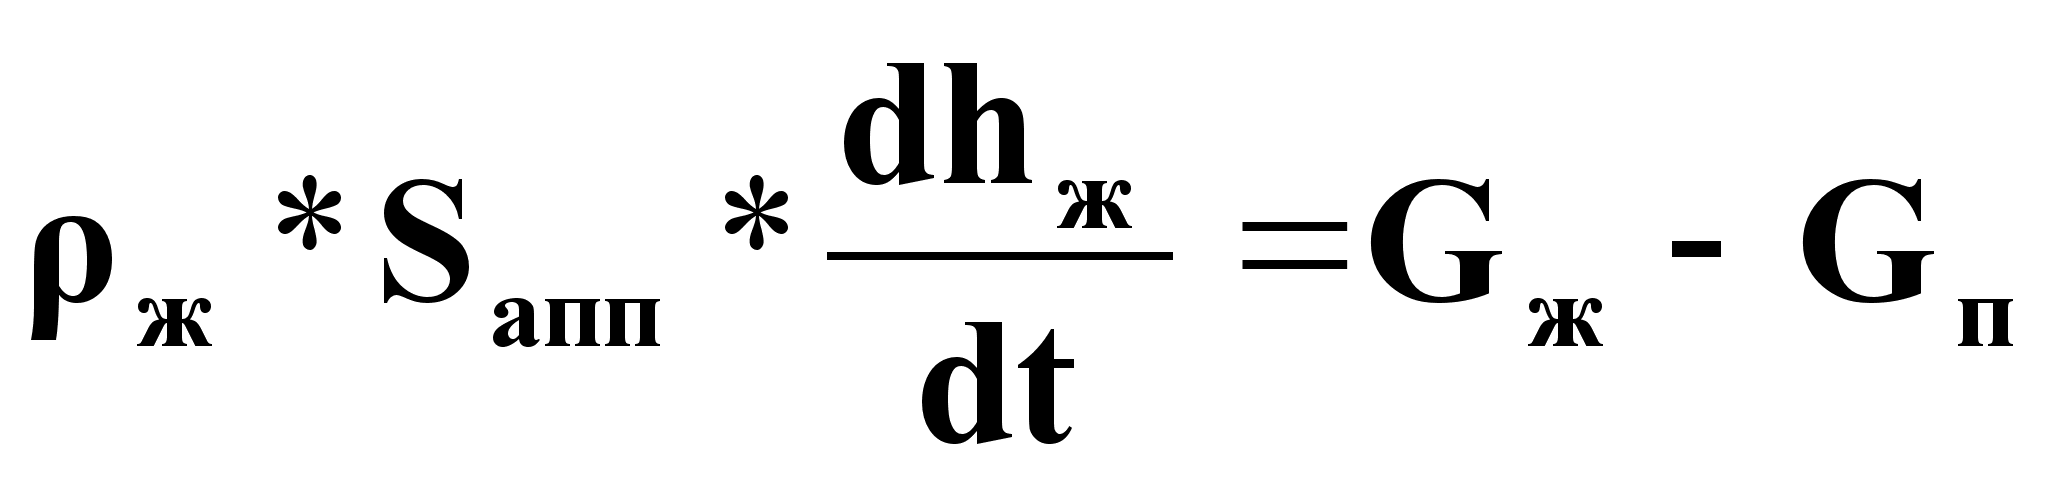 ρж * Sапп * dhж/dt = Gж - Gп